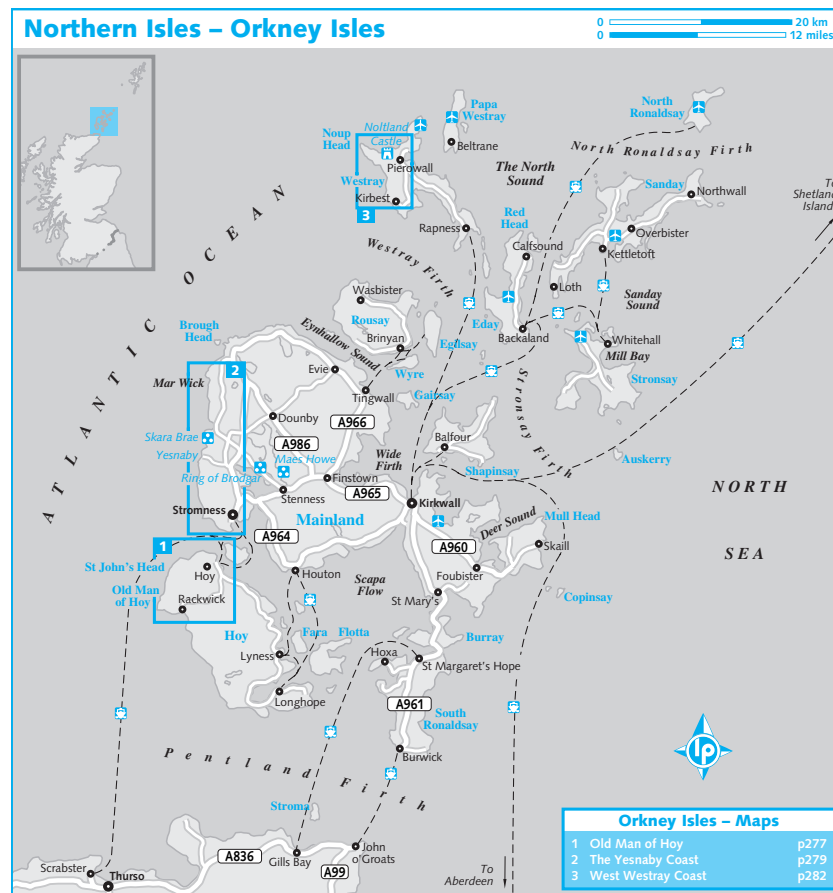 Northern Isles – Orkney Isles
0 20 km
0 12 miles
North
Ronaldsay
Papa
Westray
Noltland
Castle
Noup
Head
Beltrane
North Ronaldsay Firth
Pierowall
The North
Sound
Westray
Sanday
Northwall
To
Shetland
Islands
Kirbest
3
Rapness
Red
Head
Overbister
Calfsound
Kettletoft
ATLANTIC OCEAN
Westray Firth
Loth
Wasbister
Sanday
Sound
Rousay
Eday
Brough
Head
Eynhallow Sound
Brinyan
Egilsay
Backaland
Whitehall
Mill Bay
Evie
Wyre
Mar Wick
2
Tingwall
Gairsay
Stronsay
Stronsay Firth
Dounby
A966
Skara Brae
A986
Balfour
Yesnaby
Maes Howe
Wide
Firth
Auskerry
Ring of Brodgar
Finstown
Shapinsay
Stenness
A965
NORTH
SEA
Stromness
Mainland
Kirkwall
Deer Sound
Mull Head
A964
A960
Skaill
1
St John's Head
Hoy
Houton
Scapa
Flow
Foubister
Old Man
of Hoy
Rackwick
St Mary's
Copinsay
Hoy
Fara
Flotta
Burray
Lyness
Hoxa
St Margaret's Hope
Longhope
A961
South
Ronaldsay
Burwick
lp
Pentland Firth
Stroma
Orkney Isles – Maps
1 Old Man of Hoy p277
2 The Yesnaby Coast p279
3 West Westray Coast p282
John
o'Groats
A836
Gills Bay
Scrabster
Thurso
A99
To
Aberdeen